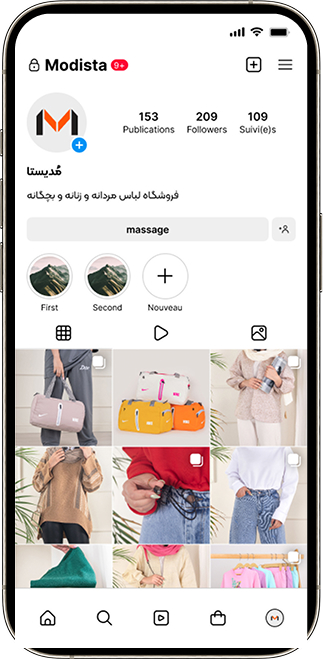 Modista 9+
153 209 109
Publications Followers Suivi(e)s
مُدیستا
فروشگاه لباس مردانه و زنانه و بچگانه
massage
First Second Nouveau